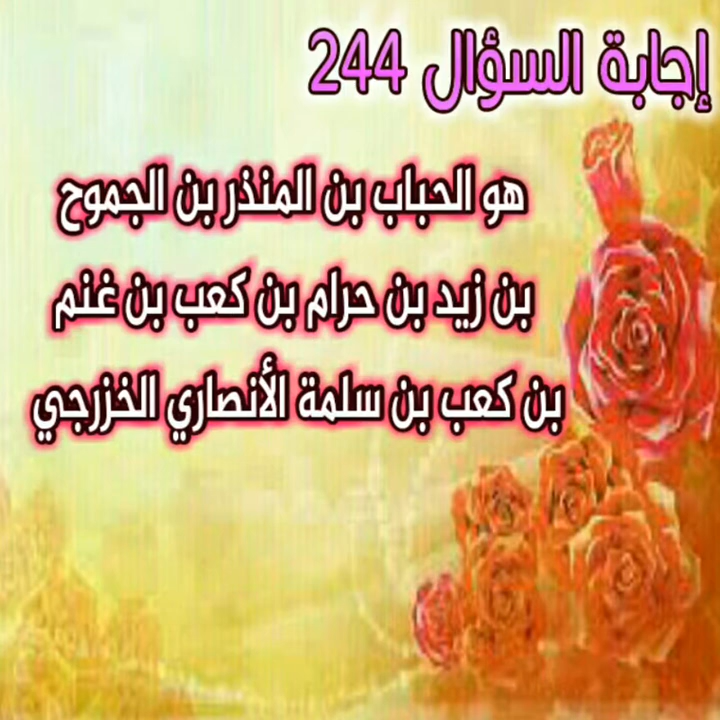 إجابة السؤال 244
هو الحباب بن المنذر بن الجموح
بن زيد بن حرام بن كعب بن غنم
بن كعب بن سلمة الأنصاري الخزرجي